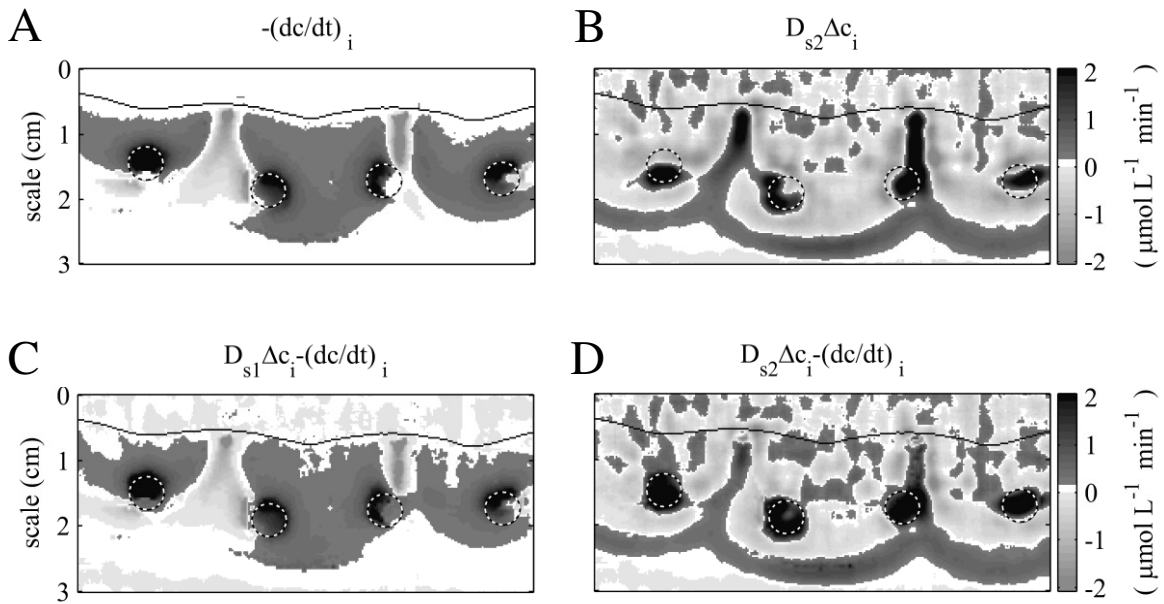 A
-(dc/dt) i
B
Ds2Δci
0
1
2
3
scale (cm)
2
1
0
-1
-2
( μmol L-1 min-1 )
C
Ds1Δci-(dc/dt) i
D
Ds2Δci-(dc/dt) i
0
1
2
3
scale (cm)
2
1
0
-1
-2
( μmol L-1 min-1 )